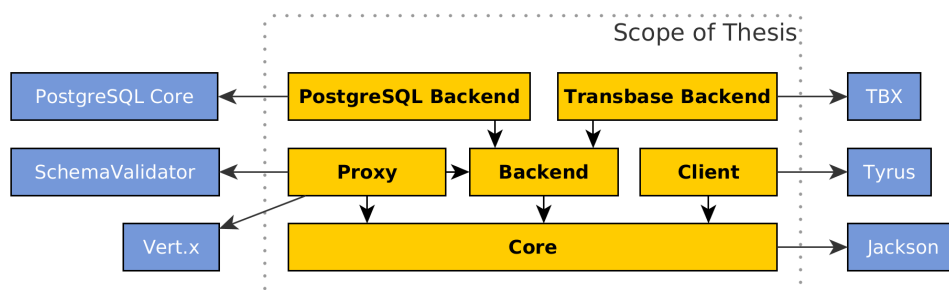 Scope of Thesis
PostgreSQL Core
PostgreSQL Backend
Transbase Backend
TBX
SchemaValidator
Proxy
Backend
Client
Tyrus
Vert.x
Core
Jackson